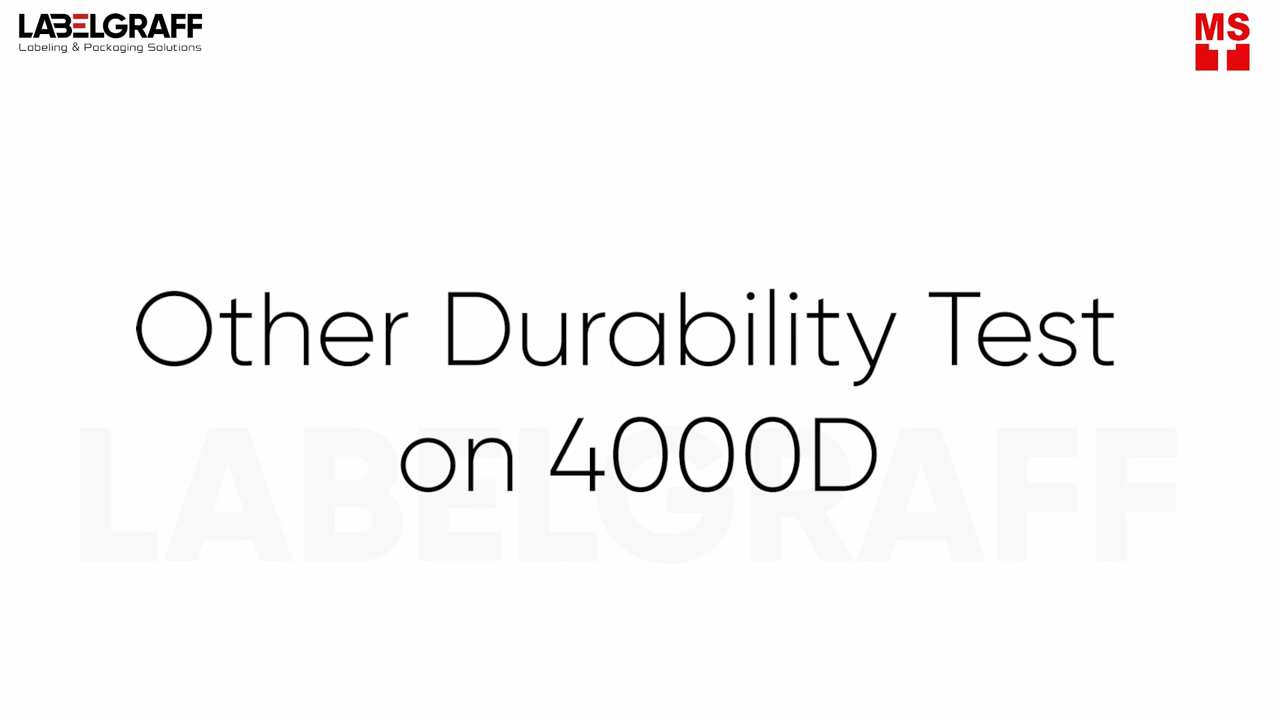 LABELGRAFF
Labeling & Packaging Solutions
MS
T
Other Durability Test
on 4000D
LABELGRAFF